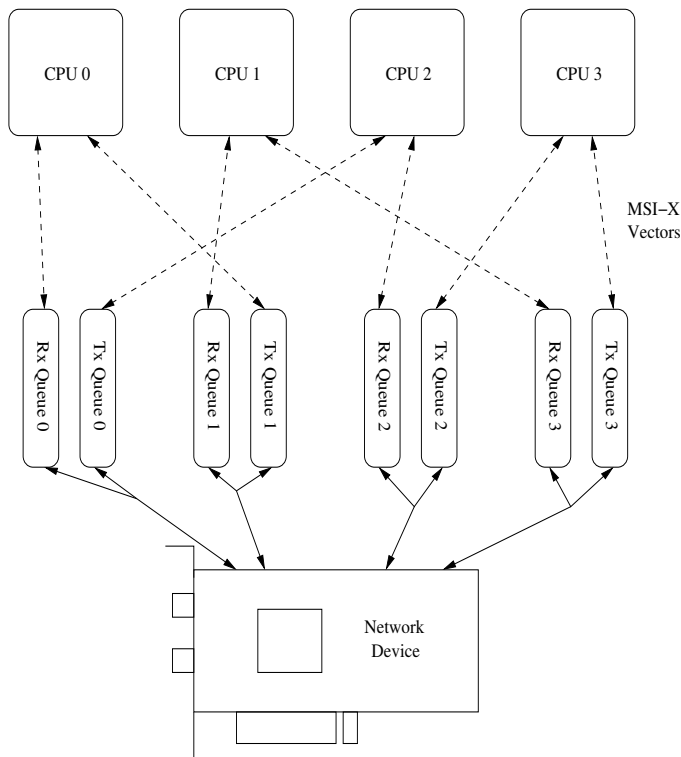 CPU 0
CPU 1
CPU 2
CPU 3
MSI−X
Vectors
Rx Queue 0
Tx Queue 0
Rx Queue 1
Tx Queue 1
Rx Queue 2
Tx Queue 2
Rx Queue 3
Tx Queue 3
Network
Device